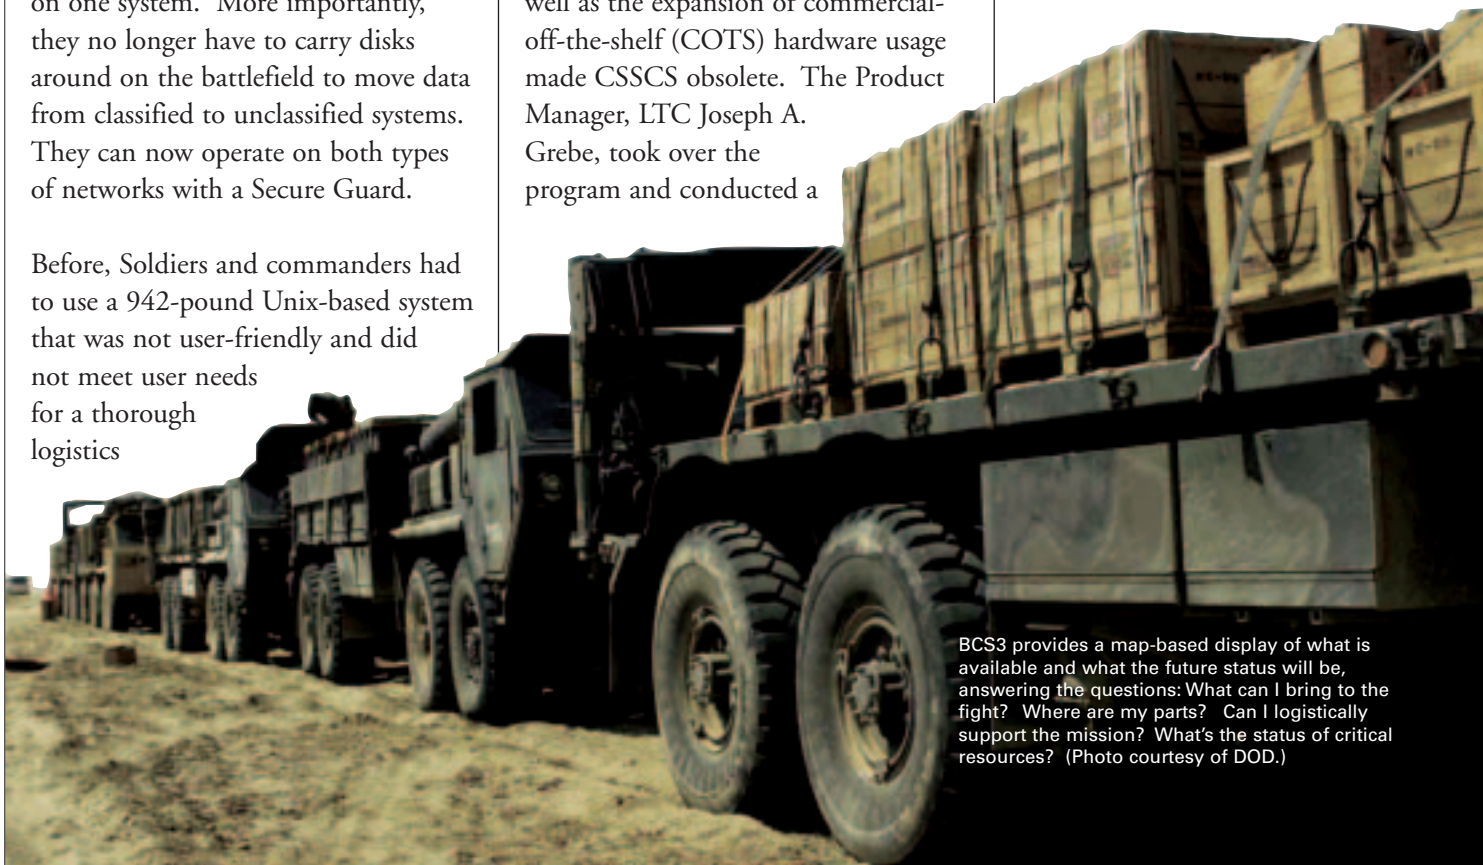 on one system. More importantly,
they no longer have to carry disks
around on the battlefield to move data
from classified to unclassified systems.
They can now operate on both types
of networks with a Secure Guard.
Before, Soldiers and commanders had
to use a 942-pound Unix-based system
that was not user-friendly and did
not meet user needs
for a thorough
logistics
well as the expansion of commercial-
off-the-shelf (COTS) hardware usage
made CSSCS obsolete. The Product
Manager, LTC Joseph A.
Grebe, took over the
program and conducted a
BCS3 provides a map-based display of what is
available and what the future status will be,
answering the questions: What can I bring to the
fight? Where are my parts? Can I logistically
support the mission? What's the status of critical
resources? (Photo courtesy of DOD.)